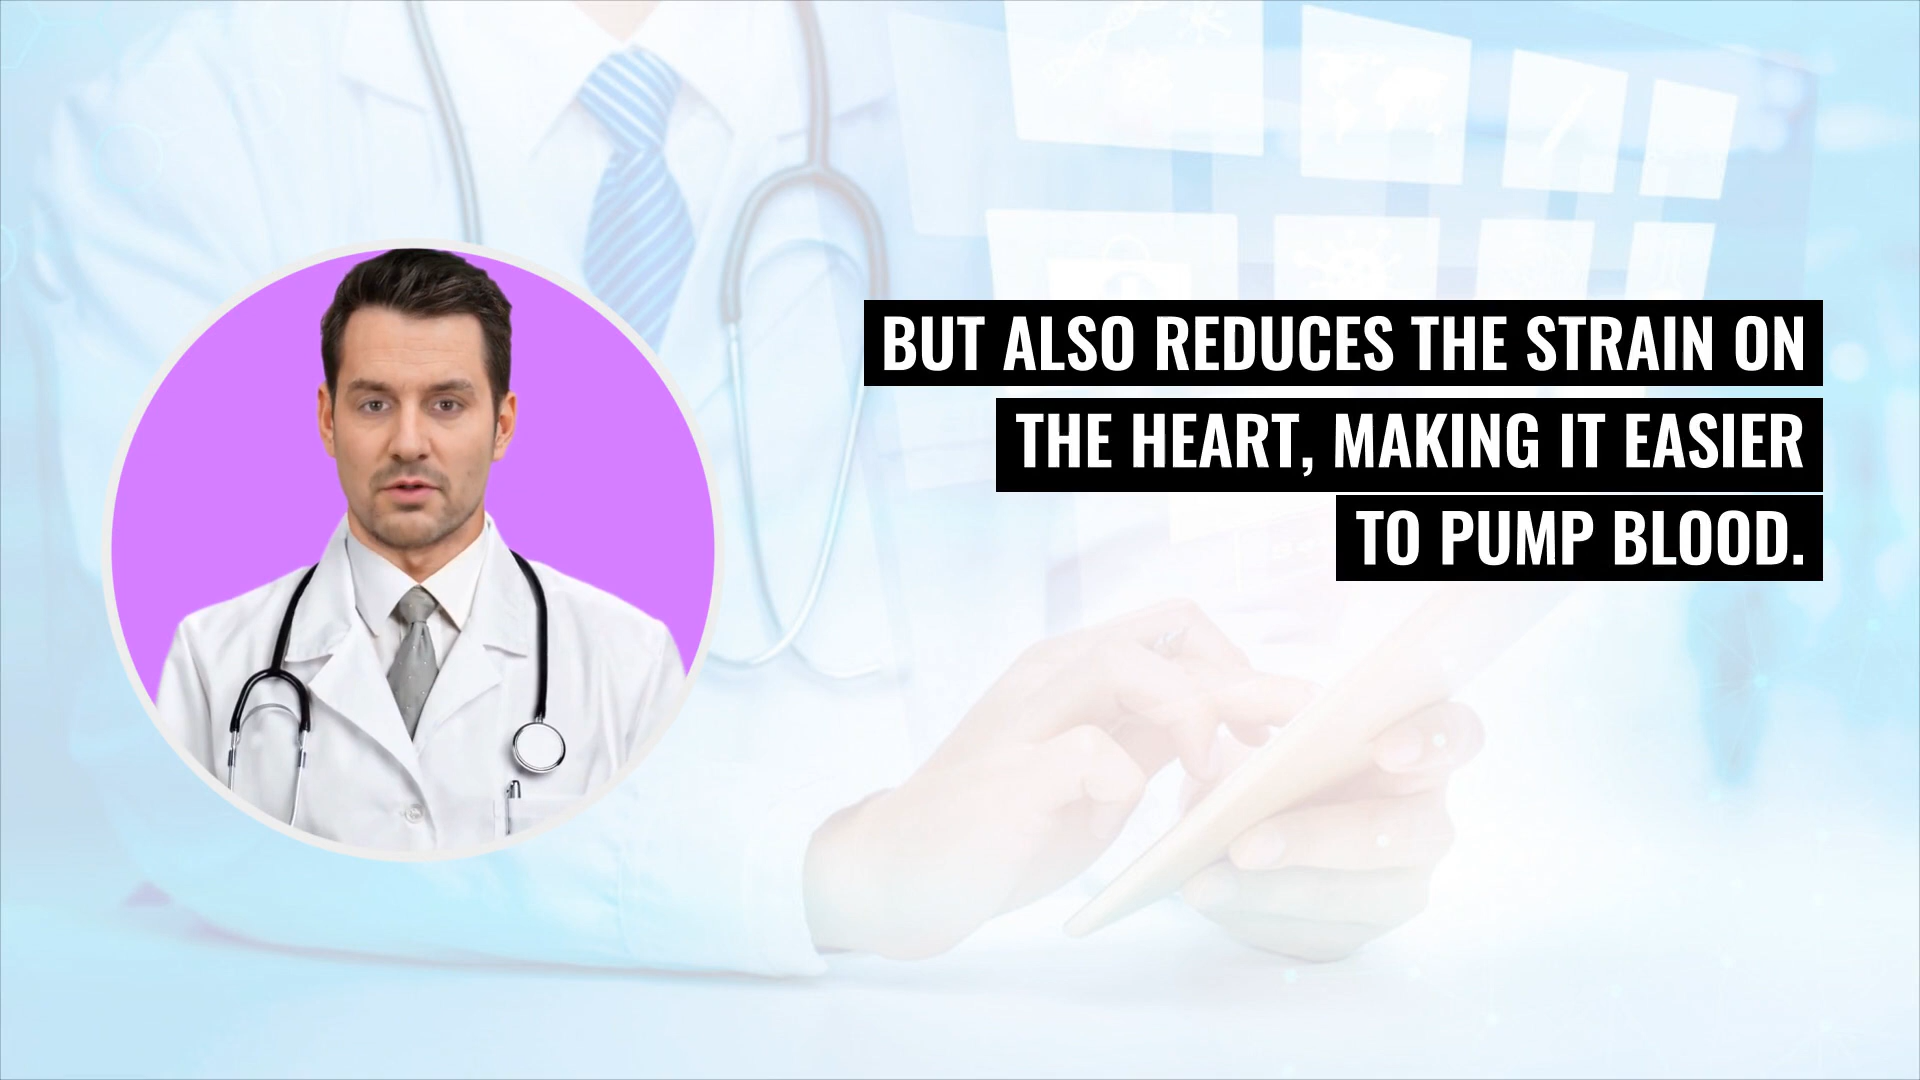 BUT ALSO REDUCES THE STRAIN ON
THE HEART, MAKING IT EASIER
TO PUMP BLOOD.